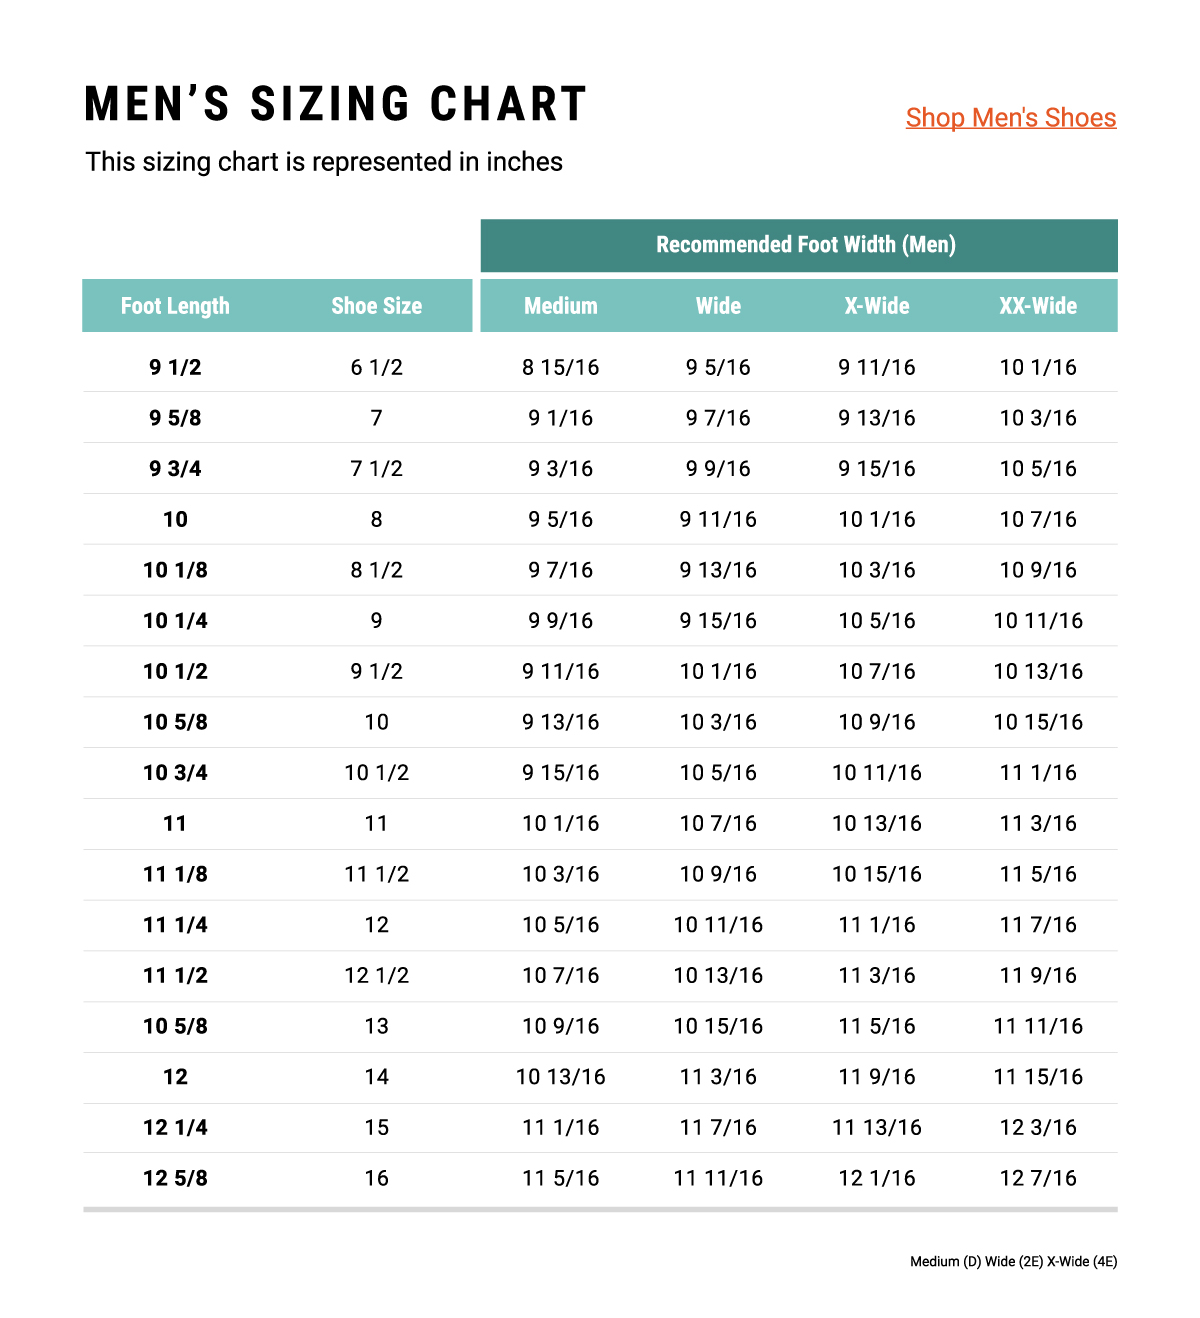 MEN’S SIZING CHART
Shop Men's Shoes
This sizing chart is represented in inches
Recommended Foot Width (Men)
Foot Length Shoe Size Medium Wide X-Wide XX-Wide
9 1/2 6 1/2 8 15/16 9 5/16 9 11/16 10 1/16
9 5/8 7 9 1/16 9 7/16 9 13/16 10 3/16
9 3/4 7 1/2 9 3/16 9 9/16 9 15/16 10 5/16
10 8 9 5/16 9 11/16 10 1/16 10 7/16
10 1/8 8 1/2 9 7/16 9 13/16 10 3/16 10 9/16
10 1/4 9 9 9/16 9 15/16 10 5/16 10 11/16
10 1/2 9 1/2 9 11/16 10 1/16 10 7/16 10 13/16
10 5/8 10 9 13/16 10 3/16 10 9/16 10 15/16
10 3/4 10 1/2 9 15/16 10 5/16 10 11/16 11 1/16
11 11 10 1/16 10 7/16 10 13/16 11 3/16
11 1/8 11 1/2 10 3/16 10 9/16 10 15/16 11 5/16
11 1/4 12 10 5/16 10 11/16 11 1/16 11 7/16
11 1/2 12 1/2 10 7/16 10 13/16 11 3/16 11 9/16
10 5/8 13 10 9/16 10 15/16 11 5/16 11 11/16
12 14 10 13/16 11 3/16 11 9/16 11 15/16
12 1/4 15 11 1/16 11 7/16 11 13/16 12 3/16
12 5/8 16 11 5/16 11 11/16 12 1/16 12 7/16
Medium (D) Wide (2E) X-Wide (4E)